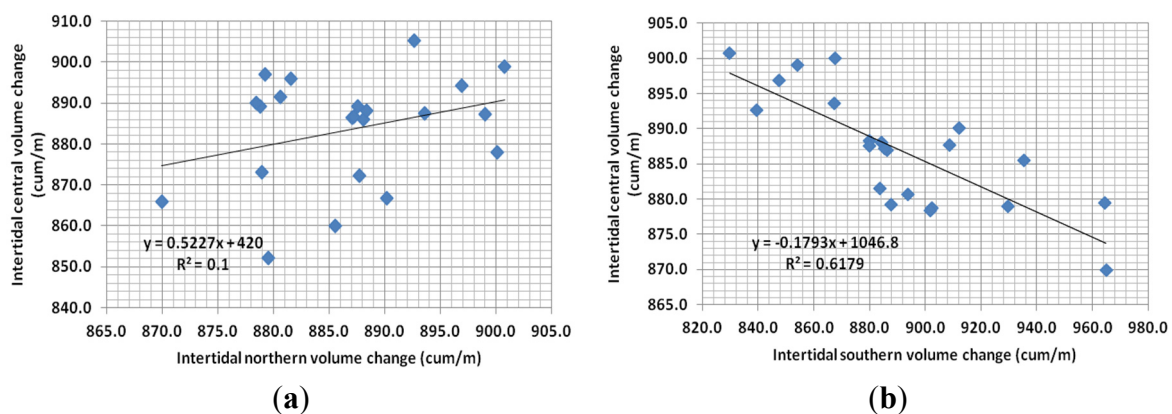 Intertidal central volume change
(cum/m)
910.0
900.0
890.0
880.0
870.0
860.0
850.0
840.0
y = 0.5227x + 420
R² = 0.1
865.0 870.0 875.0 880.0 885.0 890.0 895.0 900.0 905.0
Intertidal northern volume change (cum/m)
(a)
Intertidal central volume change
(cum/m)
905.0
900.0
895.0
890.0
885.0
880.0
875.0
870.0
865.0
y = -0.1793x + 1046.8
R² = 0.6179
820.0 840.0 860.0 880.0 900.0 920.0 940.0 960.0 980.0
Intertidal southern volume change (cum/m)
(b)